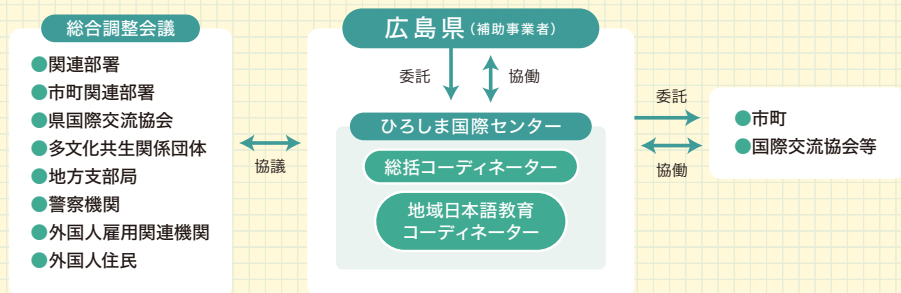 総合調整会議
●関連部署
●市町関連部署
●県国際交流協会
●多文化共生関係団体
●地方支部局
●警察機関
●外国人雇用関連機関
●外国人住民
協議
広島県(補助事業者)
委託
協働
ひろしま国際センター
総括コーディネーター
地域日本語教育
コーディネーター
委託
協働
●市町
●国際交流協会等